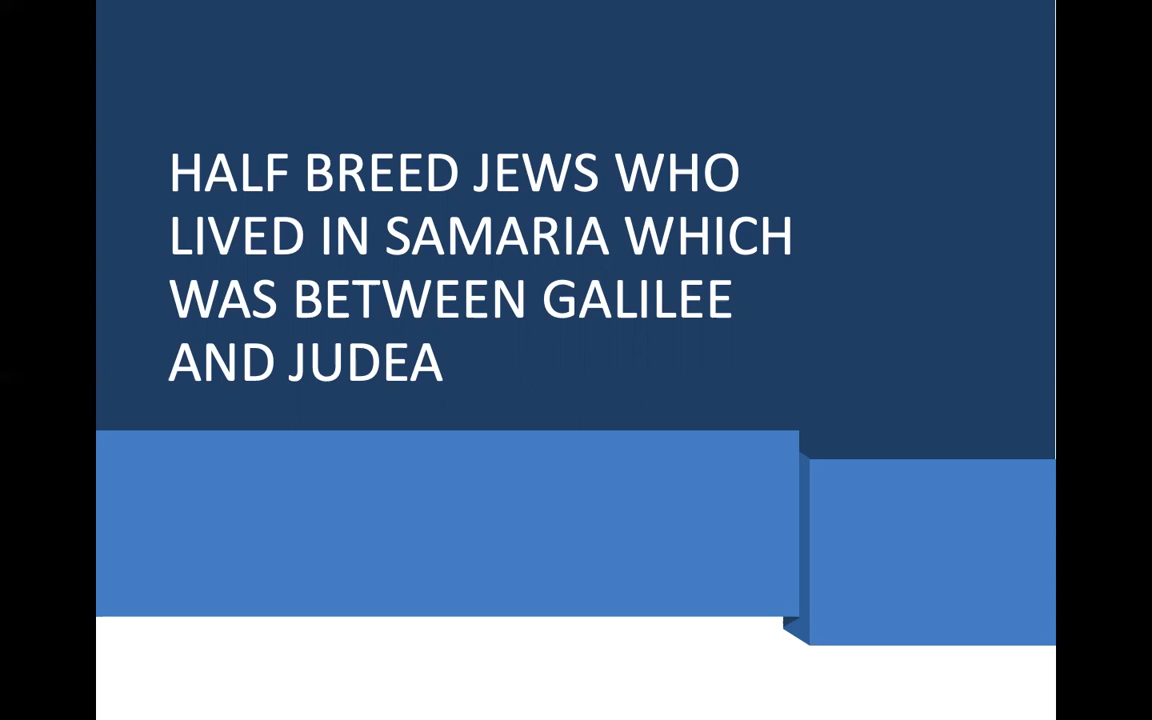 HALF BREED JEWS WHO
LIVED IN SAMARIA WHICH
WAS BETWEEN GALILEE
AND JUDEA